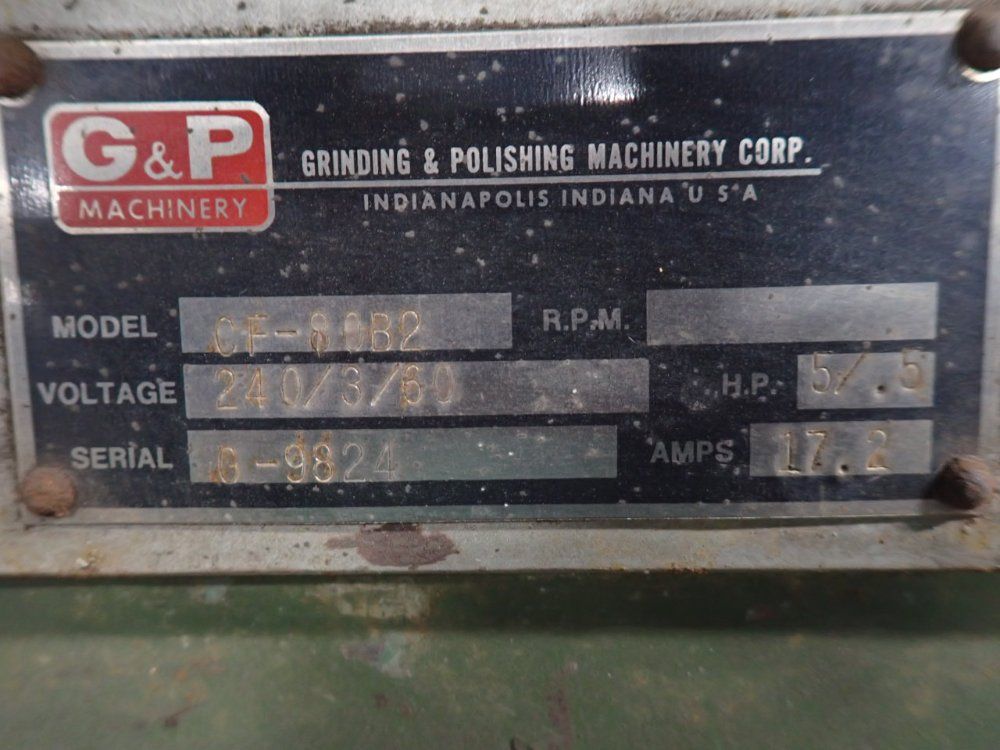 G&P
MACHINERY
GRINDING & POLISHING MACHINERY CORP.
INDIANAPOLIS INDIANA U S A
MODEL CF-80B2 R.P.M.
VOLTAGE 240/3/60 H.P. 5/.5
SERIAL G-9824 AMPS 17.2